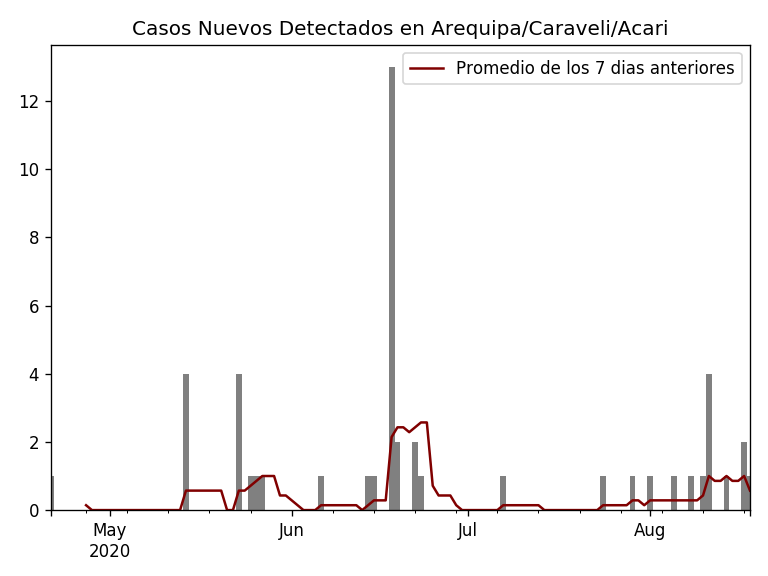 Casos Nuevos Detectados en Arequipa/Caraveli/Acari
Promedio de los 7 dias anteriores
12
10
8
6
4
2
0
May
2020
Jun
Jul
Aug